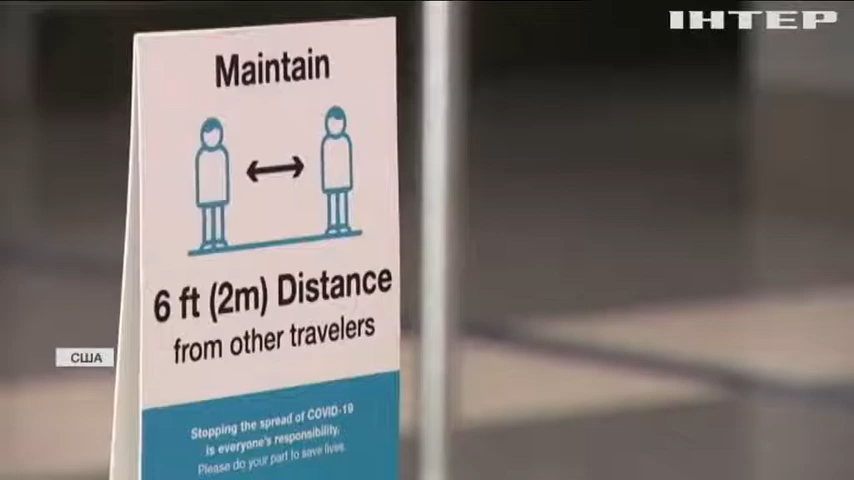 ІНТЕР
Maintain
6 ft (2m) Distance
from other travelers
США
Stopping the spread of COVID-19
is everyone's responsibility.
Please do your part to save lives.